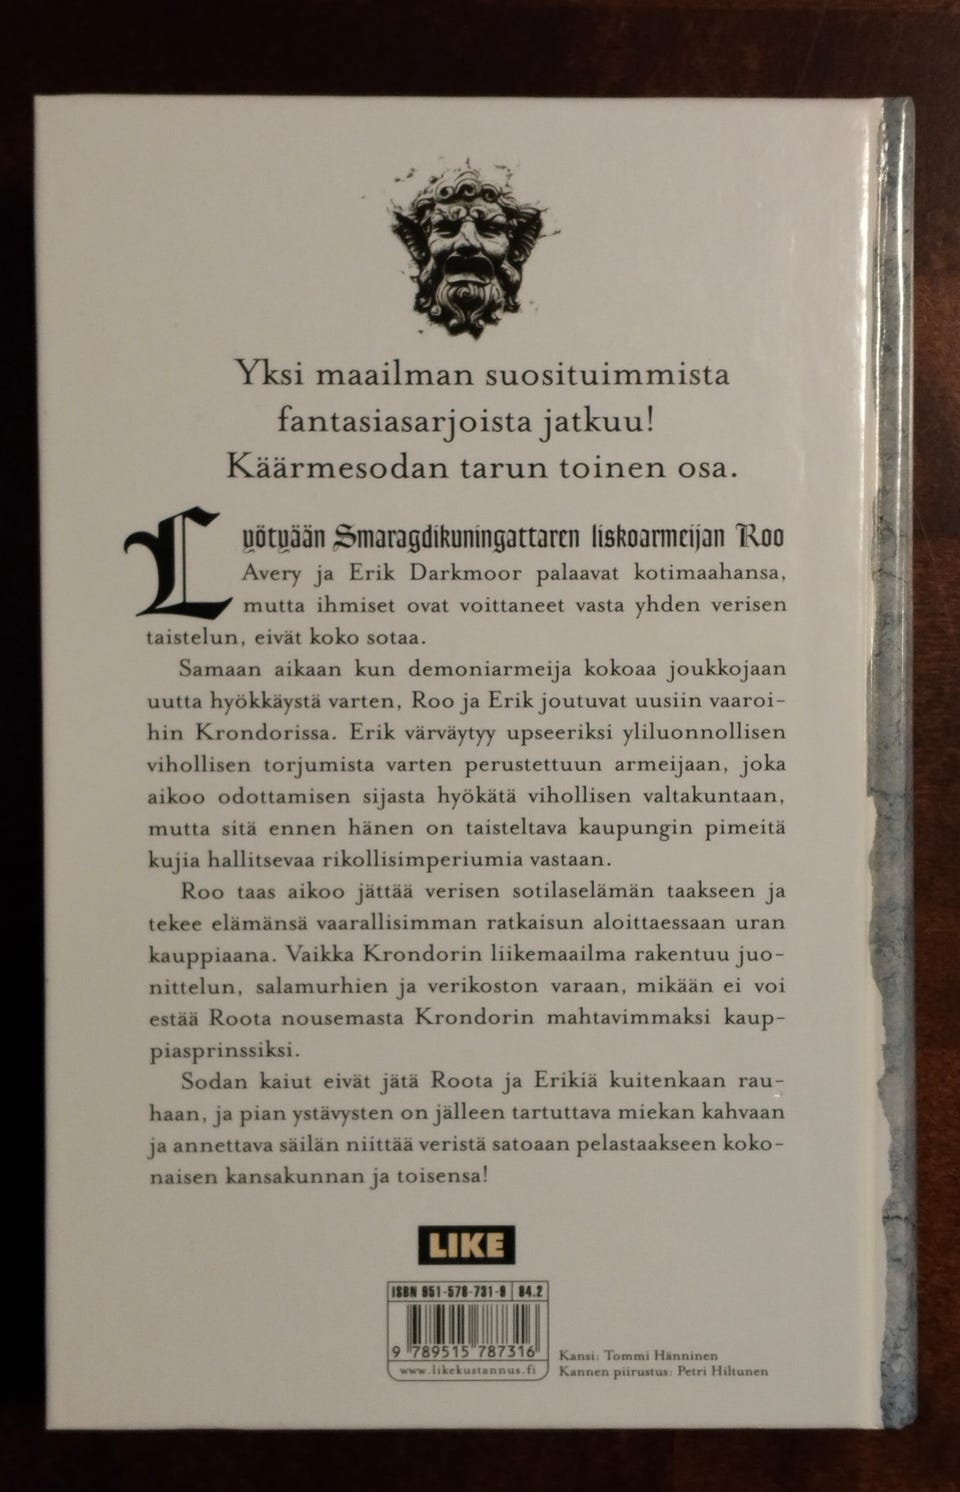 Yksi maailman suosituimmista
fantasiasarjoista jatkuu!
Käärmesodan tarun toinen osa.
Lyötyään Smaragdikuningattaren liskoarmeijan Roo
Avery ja Erik Darkmoor palaavat kotimaahansa,
mutta ihmiset ovat voittaneet vasta yhden verisen
taistelun, eivät koko sotaa.
Samaan aikaan kun demoniarmeija kokoaa joukkojaan
uutta hyökkäystä varten, Roo ja Erik joutuvat uusiin vaaroi-
hin Krondorissa. Erik värväytyy upseeriksi yliluonnollisen
vihollisen torjumista varten perustettuun armeijaan, joka
aikoo odottamisen sijasta hyökätä vihollisen valtakuntaan,
mutta sitä ennen hänen on taisteltava kaupungin pimeitä
kujia hallitsevaa rikollisimperiumia vastaan.
Roo taas aikoo jättää verisen sotilaselämän taakseen ja
tekee elämänsä vaarallisimman ratkaisun aloittaessaan uran
kauppiaana. Vaikka Krondorin liikemaailma rakentuu juo-
nittelun, salamurhien ja verikoston varaan, mikään ei voi
estää Roota nousemasta Krondorin mahtavimmaksi kaup-
piasprinssiksi.
Sodan kaiut eivät jätä Roota ja Erikiä kuitenkaan rau-
haan, ja pian ystävysten on jälleen tartuttava miekan kahvaan
ja annettava säilän niittää veristä satoaan pelastaakseen koko-
naisen kansakunnan ja toisensa!
LIKE
ISBN 951-578-731-8 84.2
9 789515 787316
www.likekustannus.fi
Kansi: Tommi Hänninen
Kannen piirustus: Petri Hiltunen